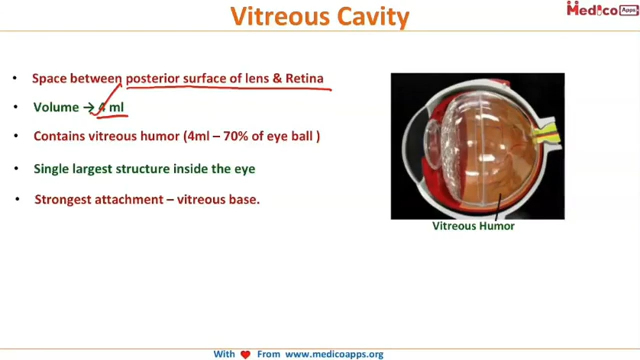 Vitreous Cavity
Medico Apps
• Space between posterior surface of lens & Retina
• Volume → 4 ml
• Contains vitreous humor (4ml – 70% of eye ball )
• Single largest structure inside the eye
• Strongest attachment – vitreous base.
Vitreous Humor
With ❤ From www.medicoapps.org